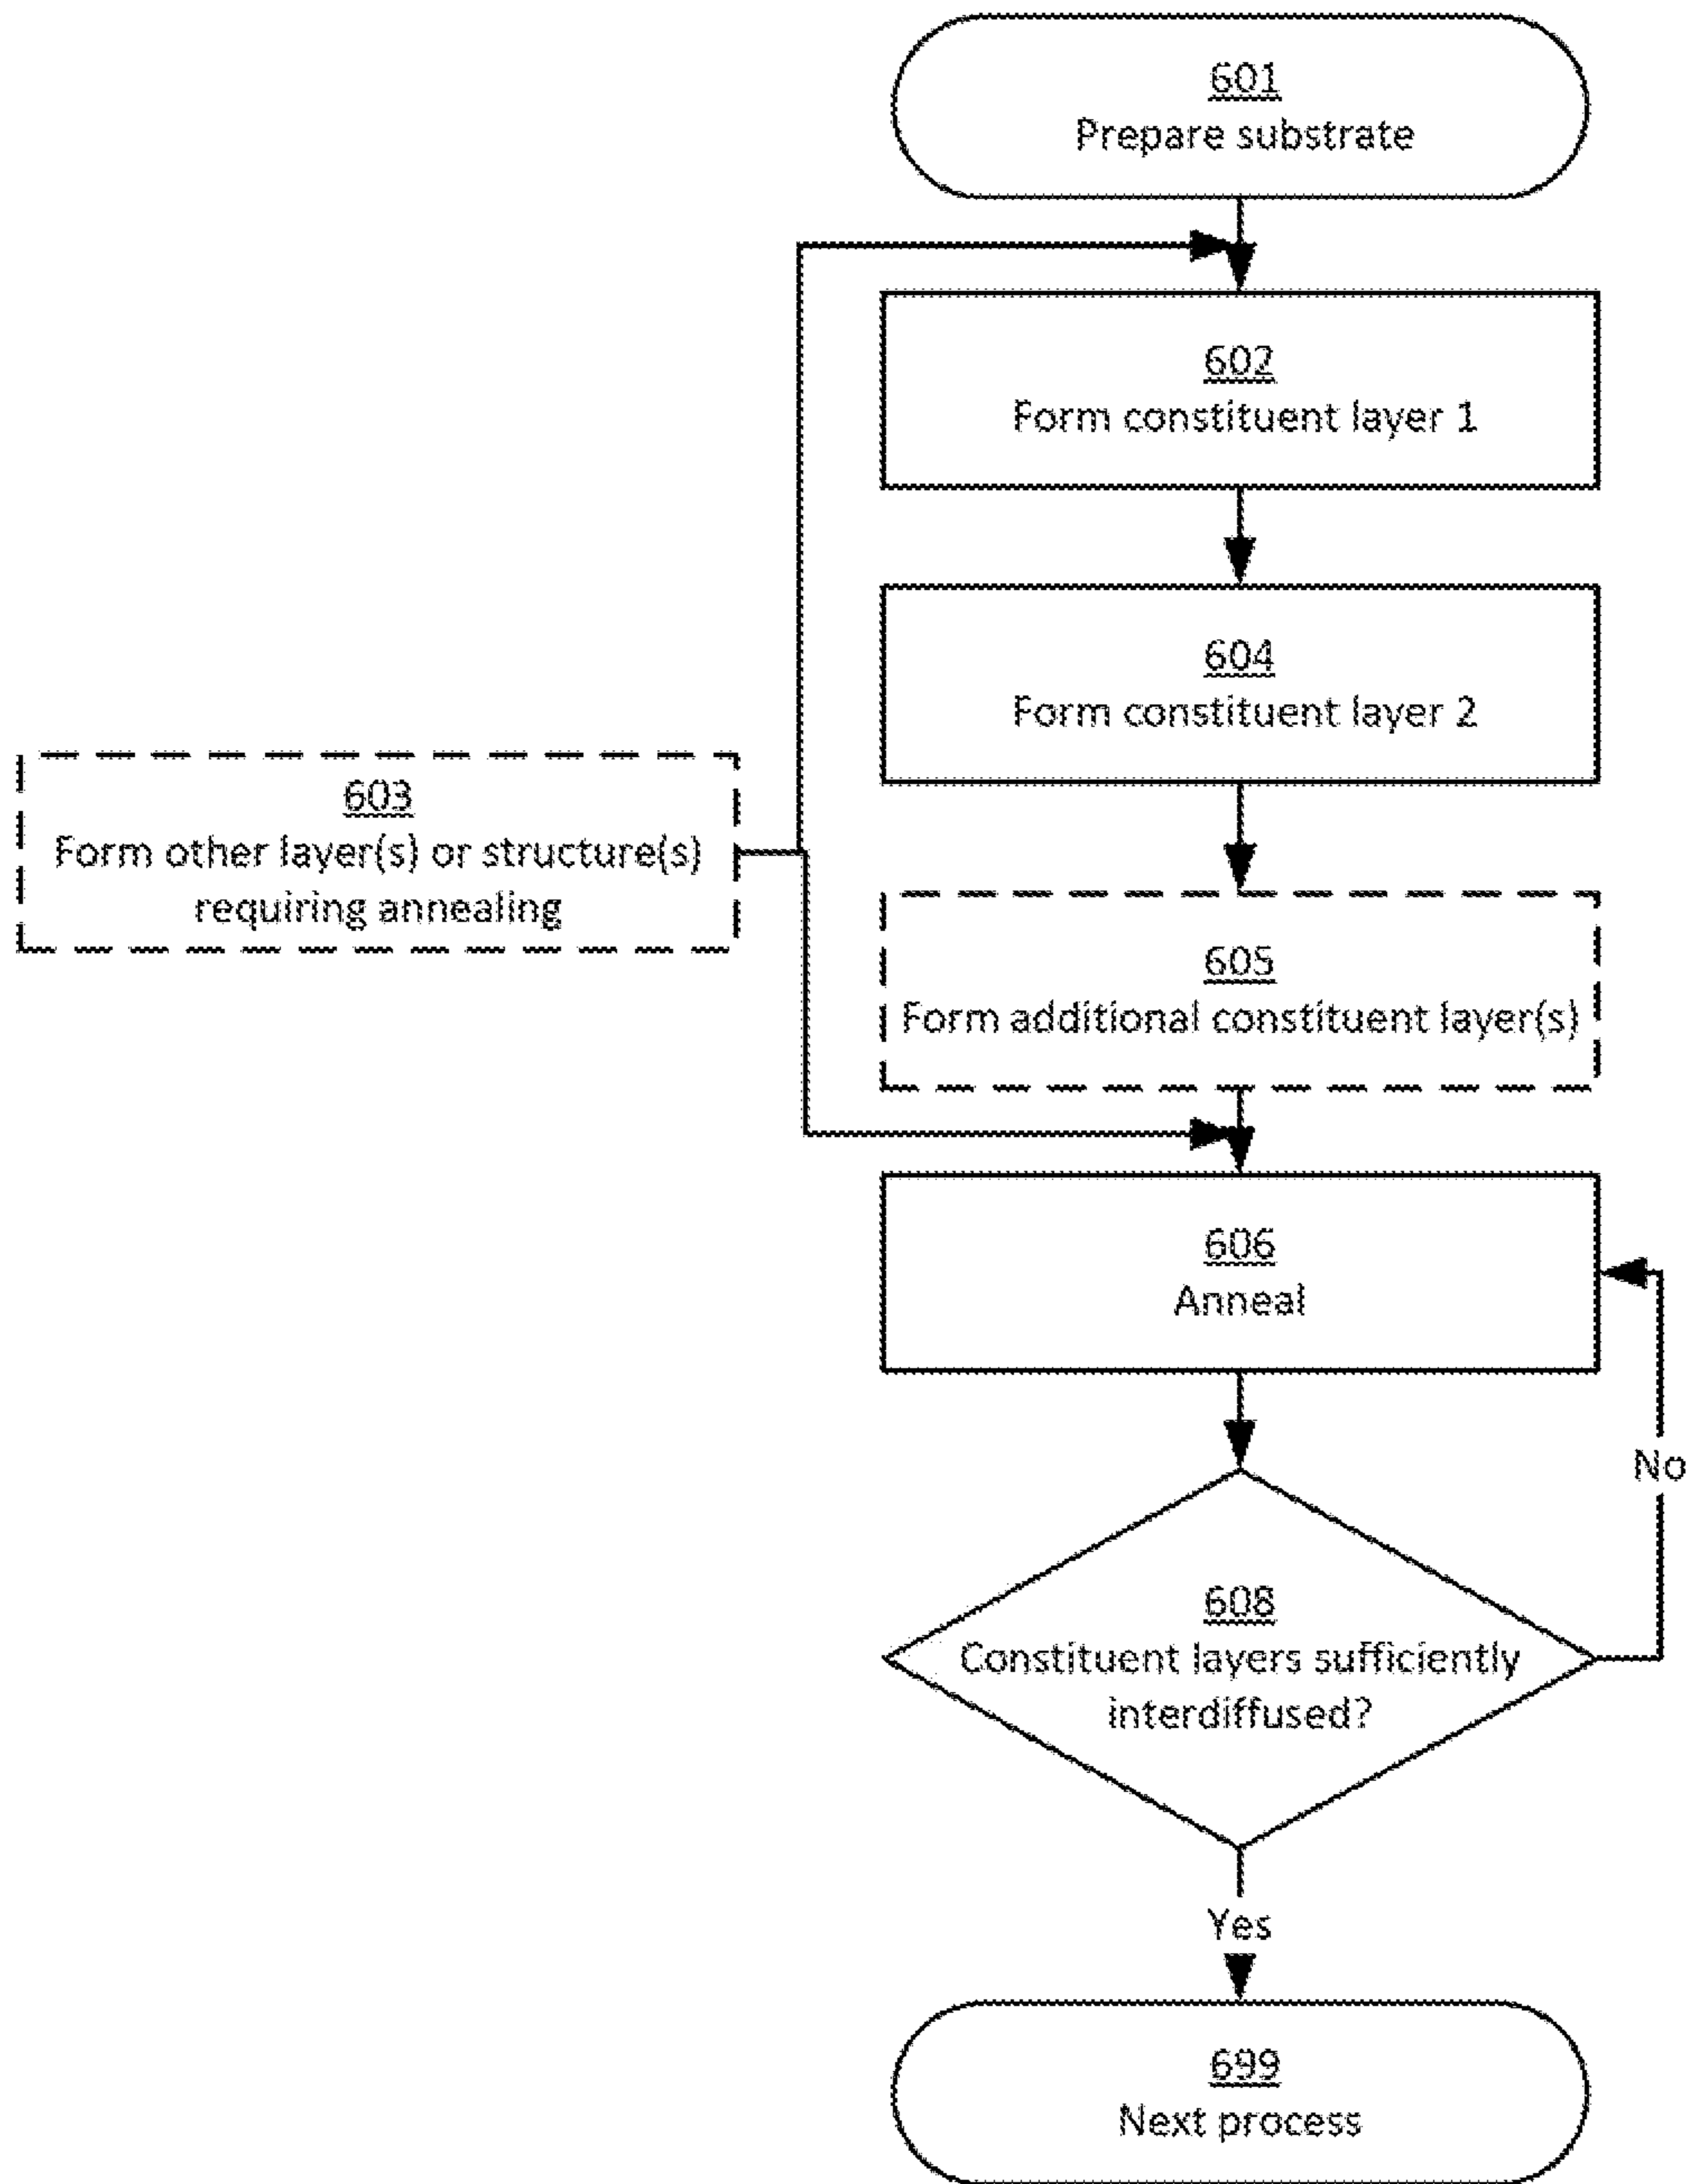 601
Prepare substrate
602
Form constituent layer 1
604
Form constituent layer 2
603
Form other layer(s) or structure(s)
requiring annealing
605
Form additional constituent layer(s)
606
Anneal
No
608
Constituent layers sufficiently
interdiffused?
Yes
699
Next process